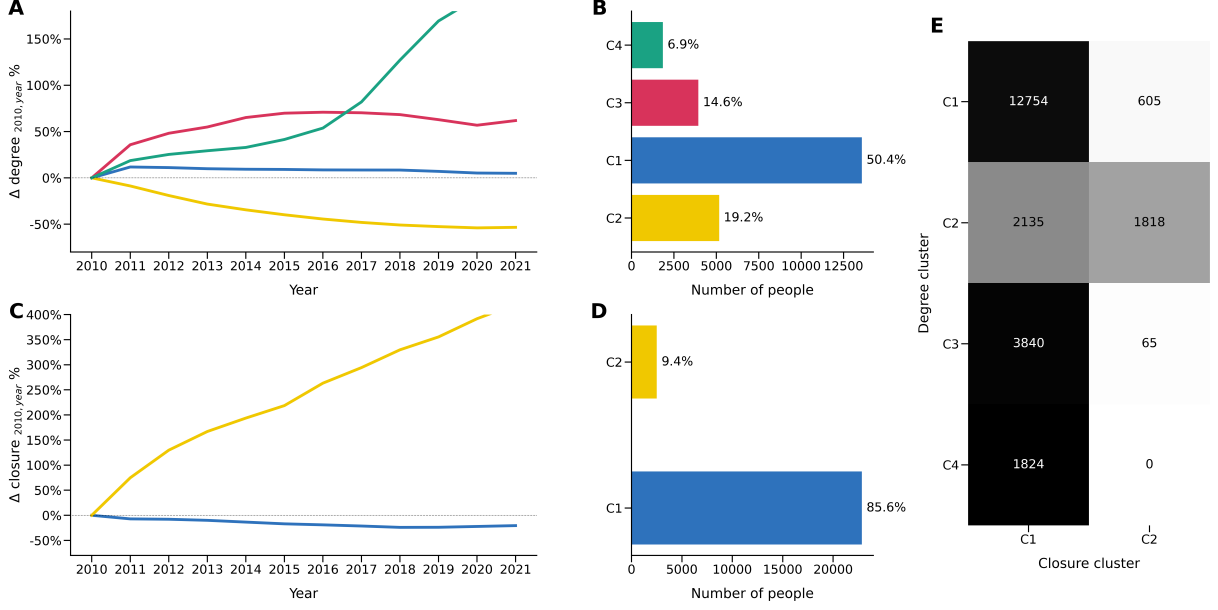 A
Δ degree 2010,year %
150%
100%
50%
0%
-50%
2010 2011 2012 2013 2014 2015 2016 2017 2018 2019 2020 2021
Year
B
C4
C3
C1
C2
6.9%
14.6%
50.4%
19.2%
0 2500 5000 7500 10000 12500
Number of people
C
Δ closure 2010,year %
400%
350%
300%
250%
200%
150%
100%
50%
0%
-50%
2010 2011 2012 2013 2014 2015 2016 2017 2018 2019 2020 2021
Year
D
C2
C1
9.4%
85.6%
0 5000 10000 15000 20000
Number of people
E
Degree cluster
C1 12754 605
C2 2135 1818
C3 3840 65
C4 1824 0
C1 C2
Closure cluster